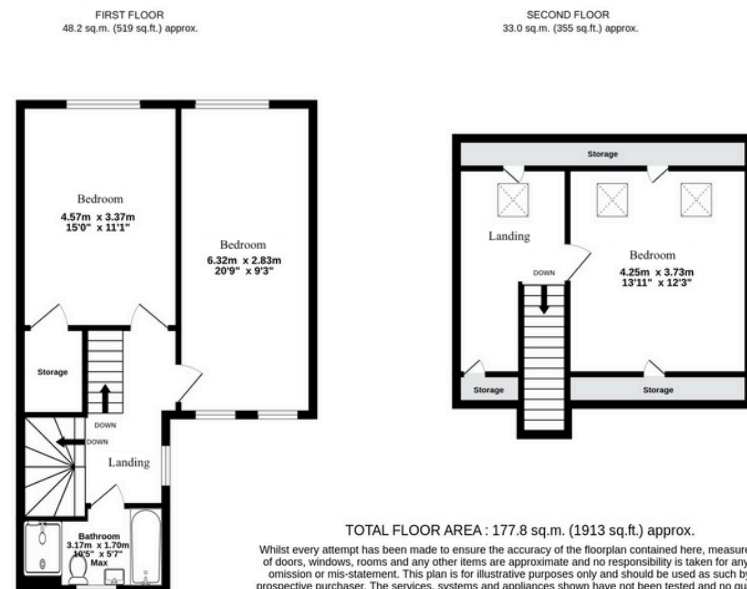 FIRST FLOOR
48.2 sq.m. (519 sq.ft.) approx.
SECOND FLOOR
33.0 sq.m. (355 sq.ft.) approx.
Bedroom
4.57m x 3.37m
15'0" x 11'1"
Bedroom
6.32m x 2.83m
20'9" x 9'3"
Storage
DOWN
DOWN
Landing
Bathroom
3.17m x 1.70m
10'5" x 5'7"
Max
Storage
Landing
DOWN
Bedroom
4.25m x 3.73m
13'11" x 12'3"
Storage
Storage
TOTAL FLOOR AREA : 177.8 sq.m. (1913 sq.ft.) approx.
Whilst every attempt has been made to ensure the accuracy of the floorplan contained here, measure
of doors, windows, rooms and any other items are approximate and no responsibility is taken for any
omission or mis-statement. This plan is for illustrative purposes only and should be used as such by
prospective purchaser. The services, systems and appliances shown have not been tested and no gu